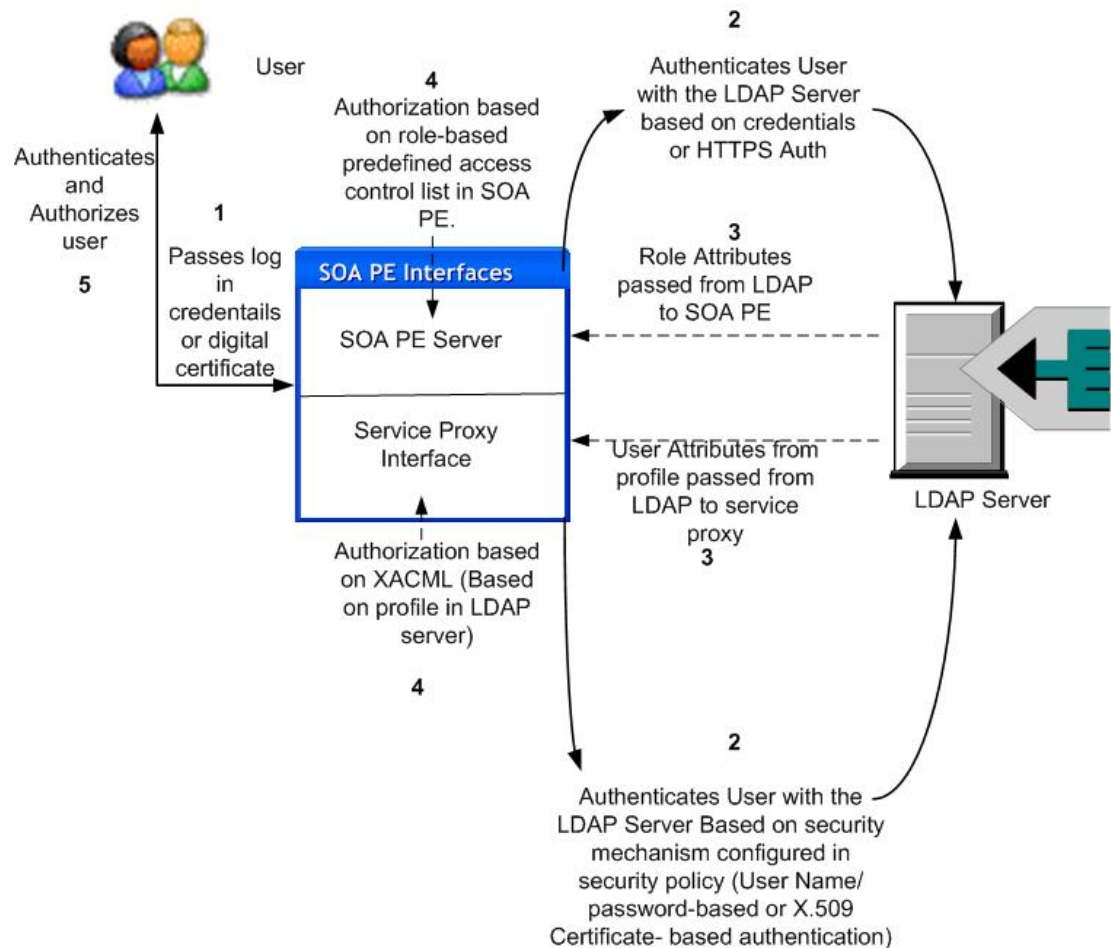 User
Authenticates
and
Authorizes
user
5
1
Passes log
in
credentails
or digital
certificate
4
Authorization based
on role-based
predefined access
control list in SOA
PE.
SOA PE Interfaces
SOA PE Server
Service Proxy
Interface
Authorization based
on XACML (Based
on profile in LDAP
server)
4
2
Authenticates User
with the LDAP Server
based on credentials
or HTTPS Auth
3
Role Attributes
passed from LDAP
to SOA PE
User Attributes from
profile passed from
LDAP to service
proxy
3
LDAP Server
2
Authenticates User with the
LDAP Server Based on security
mechanism configured in
security policy (User Name/
password-based or X.509
Certificate- based authentication)